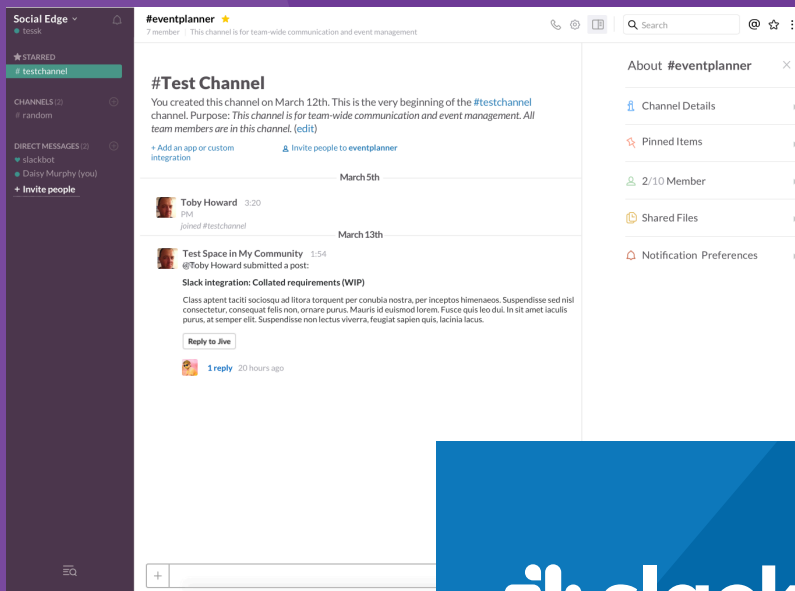 Social Edge
tessk
STARRED
# testchannel
CHANNELS (2)
# random
DIRECT MESSAGES (2)
slackbot
Daisy Murphy (you)
+ Invite people
#eventplanner
7 member | This channel is for team-wide communication and event management
Search
#Test Channel
You created this channel on March 12th. This is the very beginning of the #testchannel
channel. Purpose: This channel is for team-wide communication and event management. All
team members are in this channel. (edit)
+ Add an app or custom
integration
Invite people to eventplanner
March 5th
Toby Howard 3:20
PM
joined #testchannel
March 13th
Test Space in My Community 1:54
@Toby Howard submitted a post:
Slack integration: Collated requirements (WIP)
Class aptent taciti sociosqu ad litora torquent per conubia nostra, per inceptos himenaeos. Suspendisse sed nisl
consectetur, consequat felis non, ornare purus. Mauris id euismod lorem. Fusce quis leo dui. In sit amet iaculis
purus, at semper elit. Suspendisse non lectus viverra, feugiat sapien quis, lacinia lacus.
Reply to Jive
1 reply 20 hours ago
About #eventplanner
Channel Details
Pinned Items
2/10 Member
Shared Files
Notification Preferences
slack